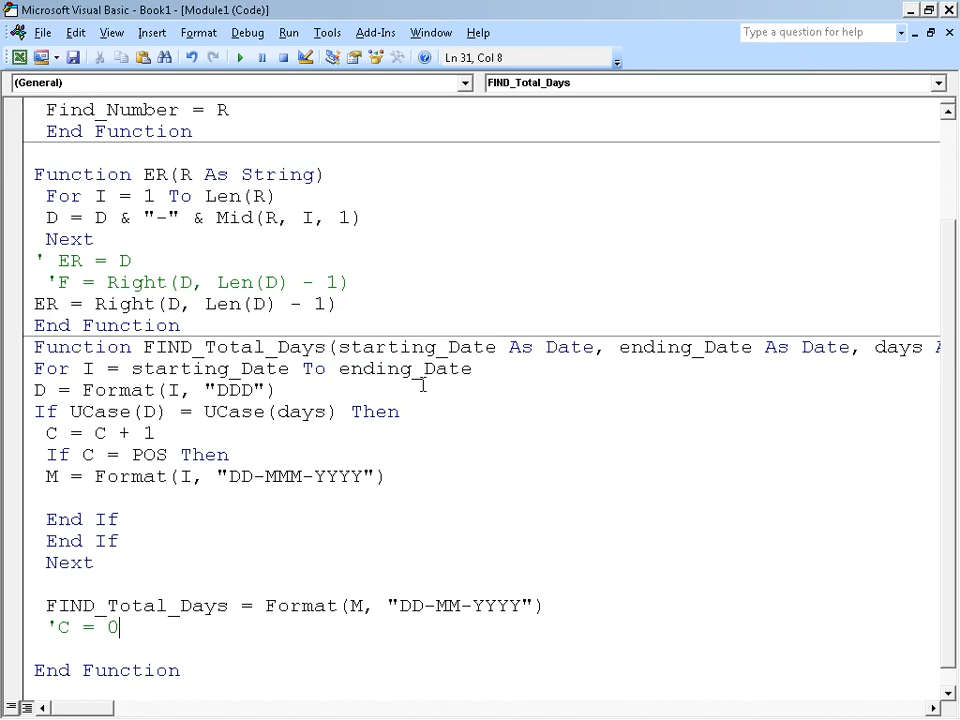 Microsoft Visual Basic - Book1 - [Module1 (Code)]
File Edit View Insert Format Debug Run Tools Add-Ins Window Help
Type a question for help
Ln 31, Col 8
(General)
FIND_Total_Days
Find_Number = R
End Function
Function ER(R As String)
For I = 1 To Len(R)
D = D & "-" & Mid(R, I, 1)
Next
' ER = D
'F = Right(D, Len(D) - 1)
ER = Right(D, Len(D) - 1)
End Function
Function FIND_Total_Days(starting_Date As Date, ending_Date As Date, days
For I = starting_Date To ending_Date
D = Format(I, "DDD")
If UCase(D) = UCase(days) Then
C = C + 1
If C = POS Then
M = Format(I, "DD-MMM-YYYY")
End If
End If
Next
FIND_Total_Days = Format(M, "DD-MM-YYYY")
'C = 0
End Function